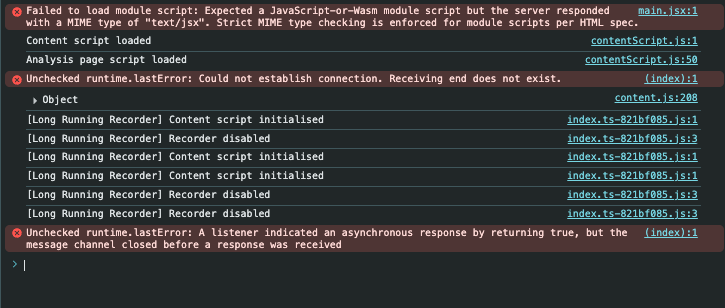 Failed to load module script: Expected a JavaScript-or-Wasm module script but the server responded main.jsx:1
with a MIME type of "text/jsx". Strict MIME type checking is enforced for module scripts per HTML spec.
Content script loaded contentScript.js:1
Analysis page script loaded contentScript.js:50
Unchecked runtime.lastError: Could not establish connection. Receiving end does not exist. (index):1
▸ Object content.js:208
[Long Running Recorder] Content script initialised index.ts-821bf085.js:1
[Long Running Recorder] Recorder disabled index.ts-821bf085.js:3
[Long Running Recorder] Content script initialised index.ts-821bf085.js:1
[Long Running Recorder] Content script initialised index.ts-821bf085.js:1
[Long Running Recorder] Recorder disabled index.ts-821bf085.js:3
[Long Running Recorder] Recorder disabled index.ts-821bf085.js:3
Unchecked runtime.lastError: A listener indicated an asynchronous response by returning true, but the (index):1
message channel closed before a response was received
>